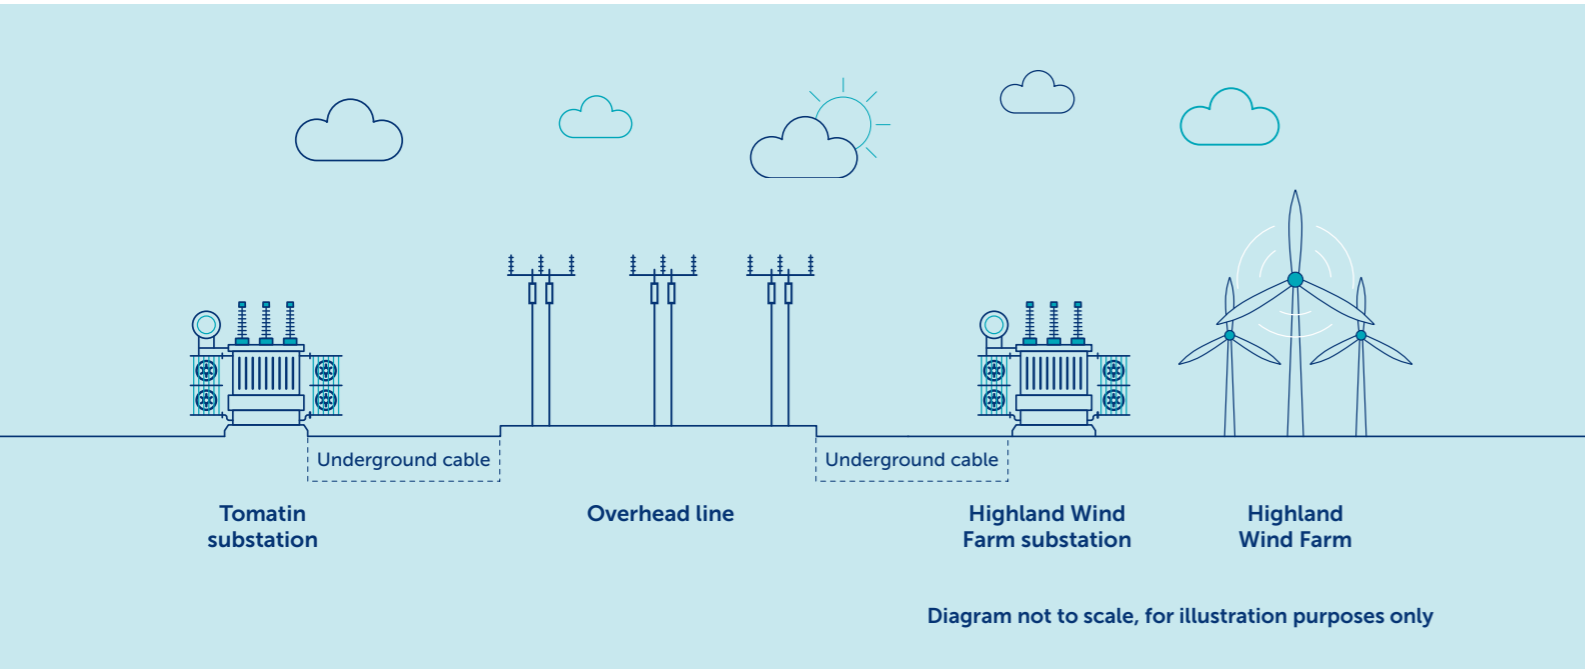 Underground cable
Underground cable
Tomatin
substation
Overhead line
Highland Wind
Farm substation
Highland
Wind Farm
Diagram not to scale, for illustration purposes only